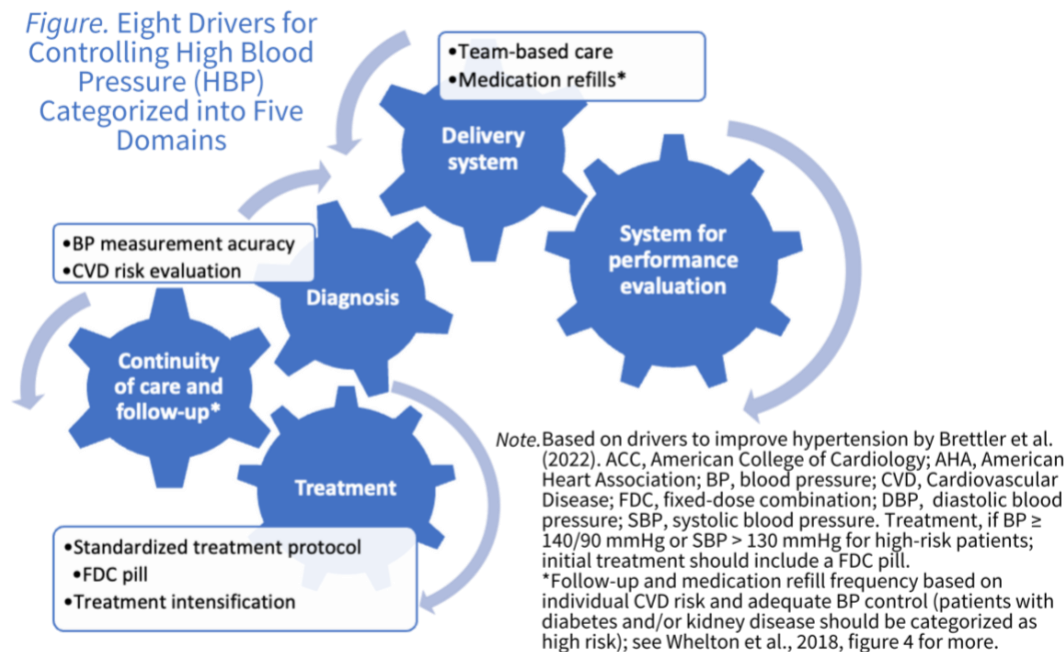 Figure. Eight Drivers for
Controlling High Blood
Pressure (HBP)
Categorized into Five
Domains
•Team-based care
•Medication refills*
Delivery
system
System for
performance
evaluation
•BP measurement acuracy
•CVD risk evaluation
Diagnosis
Continuity
of care and
follow-up*
Treatment
•Standardized treatment protocol
•FDC pill
•Treatment intensification
Note. Based on drivers to improve hypertension by Brettler et al.
(2022). ACC, American College of Cardiology; AHA, American
Heart Association; BP, blood pressure; CVD, Cardiovascular
Disease; FDC, fixed-dose combination; DBP, diastolic blood
pressure; SBP, systolic blood pressure. Treatment, if BP ≥
140/90 mmHg or SBP > 130 mmHg for high-risk patients;
initial treatment should include a FDC pill.
*Follow-up and medication refill frequency based on
individual CVD risk and adequate BP control (patients with
diabetes and/or kidney disease should be categorized as
high risk); see Whelton et al., 2018, figure 4 for more.